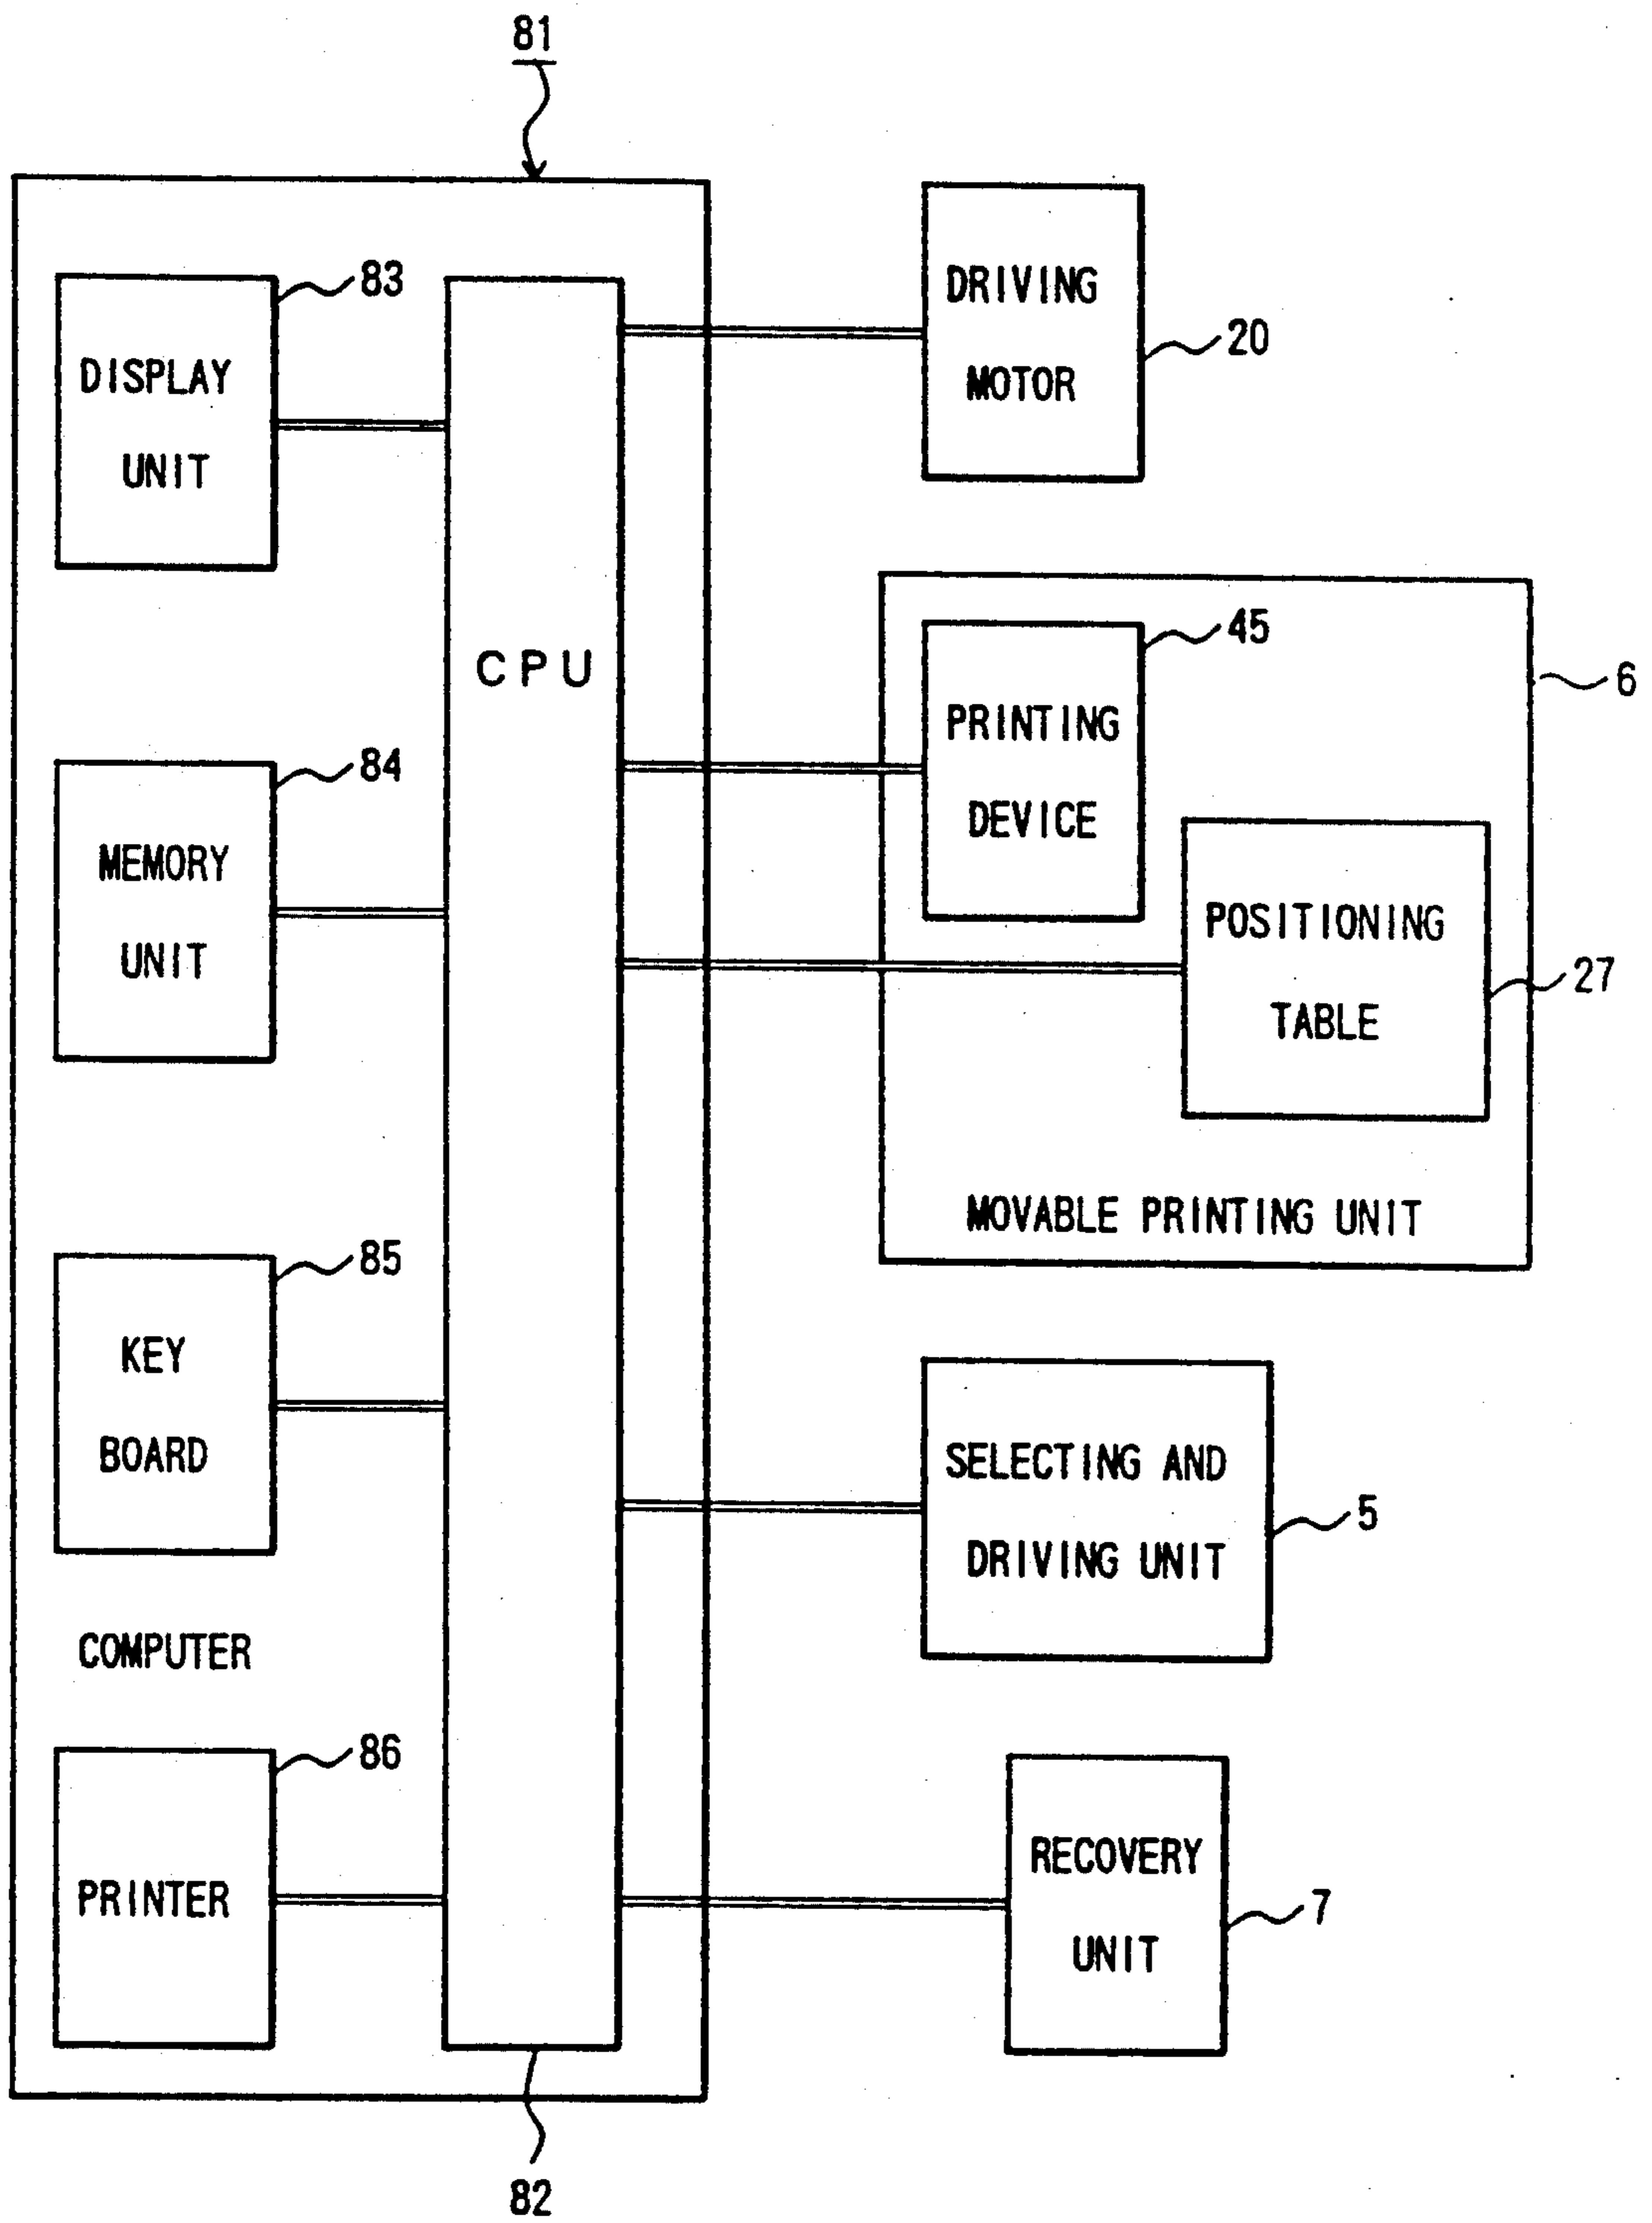 81
83
DISPLAY
UNIT
84
MEMORY
UNIT
85
KEY
BOARD
COMPUTER
86
PRINTER
CPU
82
DRIVING
MOTOR
20
45
PRINTING
DEVICE
6
POSITIONING
TABLE
27
MOVABLE PRINTING UNIT
SELECTING AND
DRIVING UNIT
5
RECOVERY
UNIT
7